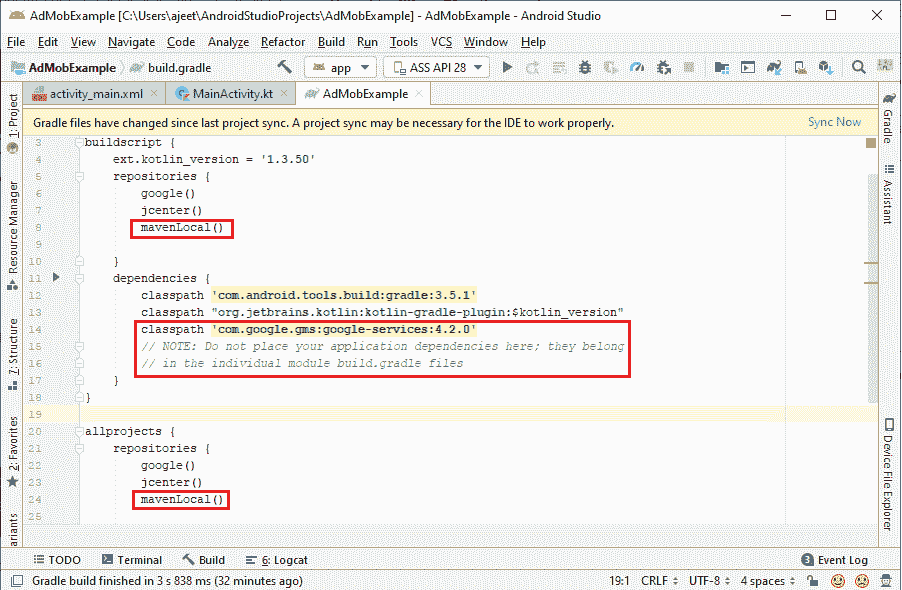 AdMobExample [C:\Users\ajeet\AndroidStudioProjects\AdMobExample] - AdMobExample - Android Studio
File Edit View Navigate Code Analyze Refactor Build Run Tools VCS Window Help
AdMobExample build.gradle app ASS API 28
activity_main.xml MainActivity.kt AdMobExample
Gradle files have changed since last project sync. A project sync may be necessary for the IDE to work properly. Sync Now
3 buildscript {
4 ext.kotlin_version = '1.3.50'
5 repositories {
6 google()
7 jcenter()
8 mavenLocal()
9
10 }
11 dependencies {
12 classpath 'com.android.tools.build:gradle:3.5.1'
13 classpath "org.jetbrains.kotlin:kotlin-gradle-plugin:$kotlin_version"
14 classpath 'com.google.gms:google-services:4.2.0'
15 // NOTE: Do not place your application dependencies here; they belong
16 // in the individual module build.gradle files
17 }
18 }
19
20 allprojects {
21 repositories {
22 google()
23 jcenter()
24 mavenLocal()
25
1: Project
Resource Manager
7: Structure
2: Favorites
ariants
Gradle
Assistant
Device File Explorer
TODO Terminal Build 6: Logcat 3 Event Log
Gradle build finished in 3 s 838 ms (32 minutes ago) 19:1 CRLF UTF-8 4 spaces